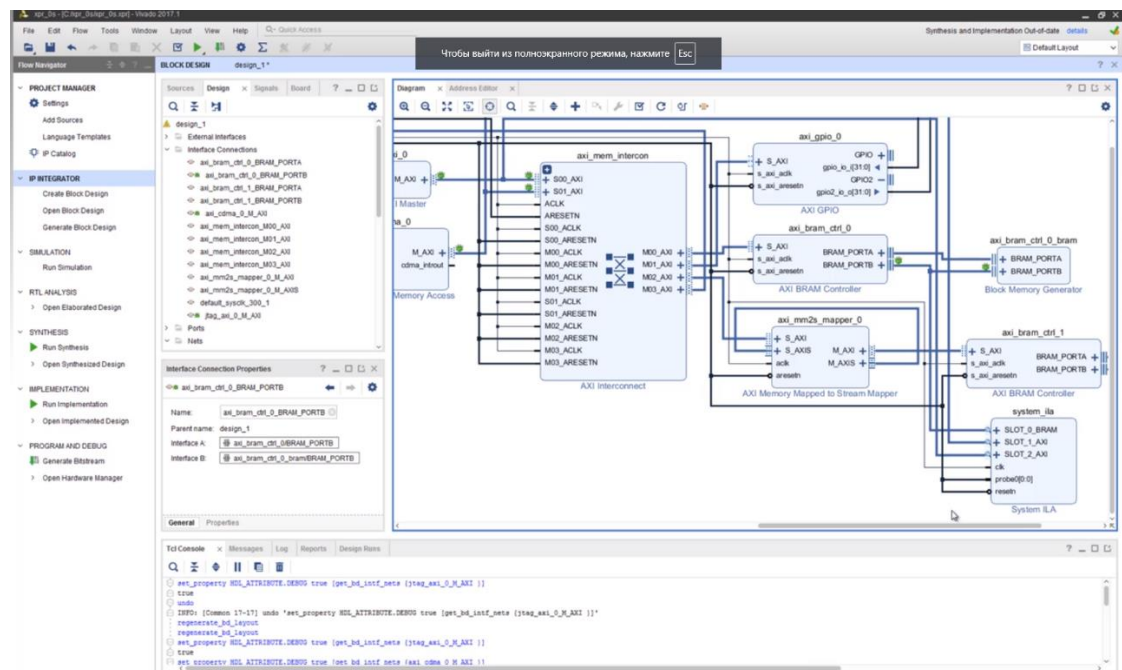 xpr_0s - [C:/xpr_0s/xpr_0s.xpr] - Vivado 2017.1
File Edit Flow Tools Window Layout View Help Quick Access
Synthesis and Implementation Out-of-date details
Чтобы выйти из полноэкранного режима, нажмите Esc
Default Layout
Flow Navigator
PROJECT MANAGER
Settings
Add Sources
Language Templates
IP Catalog
IP INTEGRATOR
Create Block Design
Open Block Design
Generate Block Design
SIMULATION
Run Simulation
RTL ANALYSIS
Open Elaborated Design
SYNTHESIS
Run Synthesis
Open Synthesized Design
IMPLEMENTATION
Run Implementation
Open Implemented Design
PROGRAM AND DEBUG
Generate Bitstream
Open Hardware Manager
BLOCK DESIGN design_1 *
Sources Design Signals Board
design_1
External Interfaces
Interface Connections
axi_bram_ctrl_0_BRAM_PORTA
axi_bram_ctrl_0_BRAM_PORTB
axi_bram_ctrl_1_BRAM_PORTA
axi_bram_ctrl_1_BRAM_PORTB
axi_cdma_0_M_AXI
axi_mem_intercon_M00_AXI
axi_mem_intercon_M01_AXI
axi_mem_intercon_M02_AXI
axi_mem_intercon_M03_AXI
axi_mm2s_mapper_0_M_AXI
axi_mm2s_mapper_0_M_AXIS
default_sysclk_300_1
jtag_axi_0_M_AXI
Ports
Nets
Interface Connection Properties
axi_bram_ctrl_0_BRAM_PORTB
Name: axi_bram_ctrl_0_BRAM_PORTB
Parent name: design_1
Interface A: axi_bram_ctrl_0/BRAM_PORTB
Interface B: axi_bram_ctrl_0_bram/BRAM_PORTB
General Properties
Diagram Address Editor
i_0
M_AXI
I Master
na_0
M_AXI
cdma_introut
Memory Access
axi_mem_intercon
S00_AXI
S01_AXI
ACLK
ARESETN
S00_ACLK
S00_ARESETN
M00_ACLK
M00_ARESETN
M01_ACLK
M01_ARESETN
S01_ACLK
S01_ARESETN
M02_ACLK
M02_ARESETN
M03_ACLK
M03_ARESETN
M00_AXI
M01_AXI
M02_AXI
M03_AXI
AXI Interconnect
axi_gpio_0
S_AXI
s_axi_aclk
s_axi_aresetn
GPIO
gpio_io_i[31:0]
GPIO2
gpio2_io_o[31:0]
AXI GPIO
axi_bram_ctrl_0
S_AXI
s_axi_aclk
s_axi_aresetn
BRAM_PORTA
BRAM_PORTB
AXI BRAM Controller
axi_bram_ctrl_0_bram
BRAM_PORTA
BRAM_PORTB
Block Memory Generator
axi_mm2s_mapper_0
S_AXI
S_AXIS
aclk
aresetn
M_AXI
M_AXIS
AXI Memory Mapped to Stream Mapper
axi_bram_ctrl_1
S_AXI
s_axi_aclk
s_axi_aresetn
BRAM_PORTA
BRAM_PORTB
AXI BRAM Controller
system_ila
SLOT_0_BRAM
SLOT_1_AXI
SLOT_2_AXI
clk
probe0[0:0]
resetn
System ILA
Tcl Console Messages Log Reports Design Runs
set_property HDL_ATTRIBUTE.DEBUG true [get_bd_intf_nets {jtag_axi_0_M_AXI }]
true
undo
INFO: [Common 17-17] undo 'set_property HDL_ATTRIBUTE.DEBUG true [get_bd_intf_nets {jtag_axi_0_M_AXI }]'
regenerate_bd_layout
regenerate_bd_layout
set_property HDL_ATTRIBUTE.DEBUG true [get_bd_intf_nets {jtag_axi_0_M_AXI }]
true
set_property HDL_ATTRIBUTE.DEBUG true [get_bd_intf_nets {axi_cdma_0_M_AXI }]